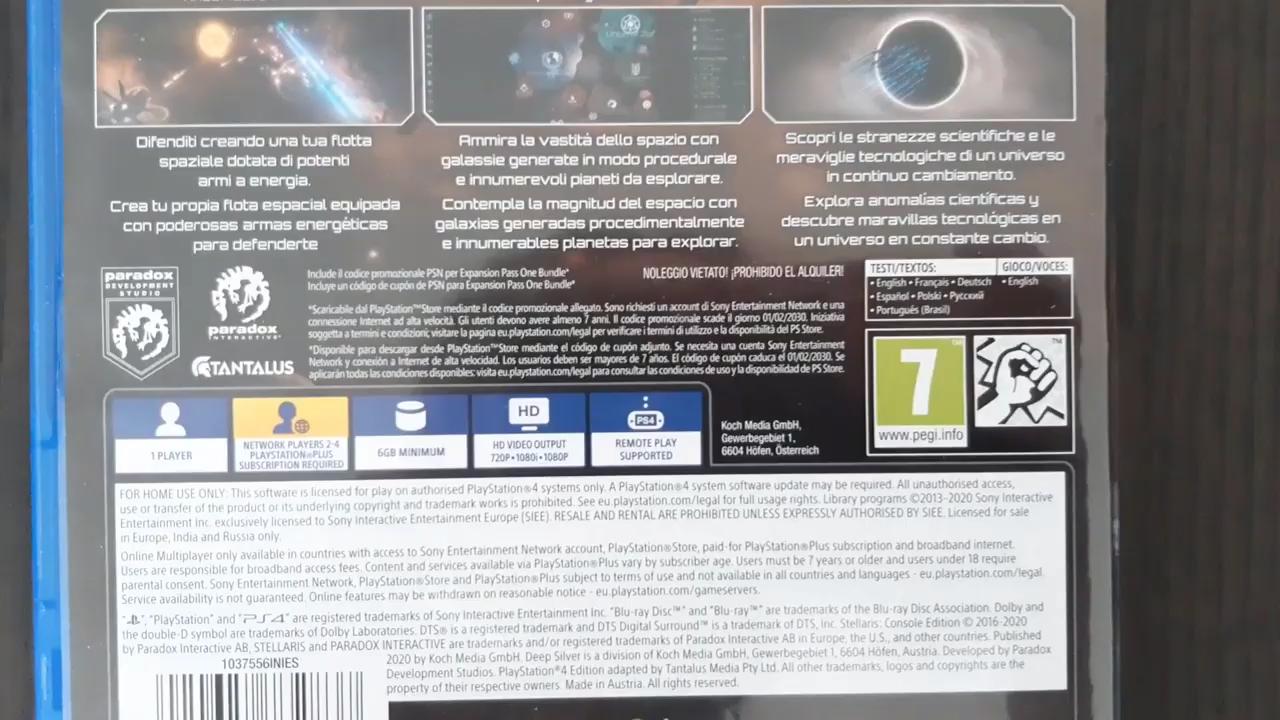 Difenditi creando una tua flotta
spaziale dotata di potenti
armi a energia.
Crea tu propia flota espacial equipada
con poderosas armas energéticas
para defenderte
Ammira la vastità dello spazio con
galassie generate in modo procedurale
e innumerevoli pianeti da esplorare.
Contempla la magnitud del espacio con
galaxias generadas procedimentalmente
e innumerables planetas para explorar.
Scopri le stranezze scientifiche e le
meraviglie tecnologiche di un universo
in continuo cambiamento.
Explora anomalías científicas y
descubre maravillas tecnológicas en
un universo en constante cambio.
paradox
DEVELOPMENT
STUDIO
paradox
INTERACTIVE
TANTALUS
Include il codice promozionale PSN per Expansion Pass One Bundle*
Incluye un código de cupón de PSN para Expansion Pass One Bundle*
NOLEGGIO VIETATO! ¡PROHIBIDO EL ALQUILER!
*Scaricabile dal PlayStation™Store mediante il codice promozionale allegato. Sono richiesti un account di Sony Entertainment Network e una
connessione Internet ad alta velocità. Gli utenti devono avere almeno 7 anni. Il codice promozionale scade il giorno 01/02/2030. Iniziativa
soggetta a termini e condizioni; visitare la pagina eu.playstation.com/legal per verificare i termini di utilizzo e la disponibilità del PS Store.
*Disponible para descargar desde PlayStation™Store mediante el código de cupón adjunto. Se necesita una cuenta Sony Entertainment
Network y conexión a Internet de alta velocidad. Los usuarios deben ser mayores de 7 años. El código de cupón caduca el 01/02/2030. Se
aplicarán todas las condiciones disponibles: visita eu.playstation.com/legal para consultar las condiciones de uso y la disponibilidad de PS Store.
TESTI/TEXTOS:
• English • Français • Deutsch
• Español • Polski • Русский
• Português (Brasil)
GIOCO/VOCES:
• English
7
™
www.pegi.info
™
1 PLAYER
NETWORK PLAYERS 2-4
PLAYSTATION®PLUS
SUBSCRIPTION REQUIRED
6GB MINIMUM
HD
HD VIDEO OUTPUT
720P•1080i•1080P
PS4
REMOTE PLAY
SUPPORTED
Koch Media GmbH,
Gewerbegebiet 1,
6604 Höfen, Österreich
FOR HOME USE ONLY: This software is licensed for play on authorised PlayStation®4 systems only. A PlayStation®4 system software update may be required. All unauthorised access,
use or transfer of the product or its underlying copyright and trademark works is prohibited. See eu.playstation.com/legal for full usage rights. Library programs ©2013-2020 Sony Interactive
Entertainment Inc. exclusively licensed to Sony Interactive Entertainment Europe (SIEE). RESALE AND RENTAL ARE PROHIBITED UNLESS EXPRESSLY AUTHORISED BY SIEE. Licensed for sale
in Europe, India and Russia only.
Online Multiplayer only available in countries with access to Sony Entertainment Network account, PlayStation®Store, paid-for PlayStation®Plus subscription and broadband internet.
Users are responsible for broadband access fees. Content and services available via PlayStation®Plus vary by subscriber age. Users must be 7 years or older and users under 18 require
parental consent. Sony Entertainment Network, PlayStation®Store and PlayStation®Plus subject to terms of use and not available in all countries and languages - eu.playstation.com/legal.
Service availability is not guaranteed. Online features may be withdrawn on reasonable notice - eu.playstation.com/gameservers.
" ", "PlayStation" and "PS4" are registered trademarks of Sony Interactive Entertainment Inc. "Blu-ray Disc™" and "Blu-ray™" are trademarks of the Blu-ray Disc Association. Dolby and
the double-D symbol are trademarks of Dolby Laboratories. DTS® is a registered trademark and DTS Digital Surround™ is a trademark of DTS, Inc. Stellaris: Console Edition © 2016-2020
by Paradox Interactive AB, STELLARIS and PARADOX INTERACTIVE are trademarks and/or registered trademarks of Paradox Interactive AB in Europe, the U.S., and other countries. Published
2020 by Koch Media GmbH. Deep Silver is a division of Koch Media GmbH, Gewerbegebiet 1, 6604 Höfen, Austria. Developed by Paradox
Development Studios. PlayStation®4 Edition adapted by Tantalus Media Pty Ltd. All other trademarks, logos and copyrights are the
property of their respective owners. Made in Austria. All rights reserved.
1037556INIES